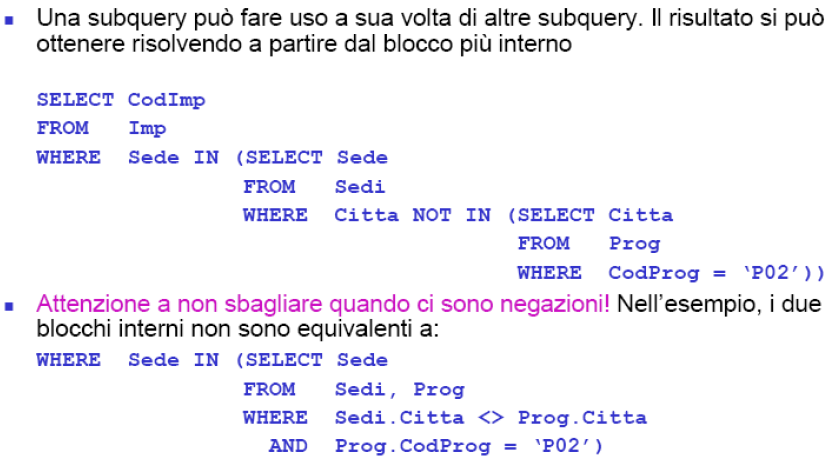 ▪ Una subquery può fare uso a sua volta di altre subquery. Il risultato si può
ottenere risolvendo a partire dal blocco più interno
SELECT CodImp
FROM Imp
WHERE Sede IN (SELECT Sede
FROM Sedi
WHERE Citta NOT IN (SELECT Citta
FROM Prog
WHERE CodProg = ‘P02’))
▪ Attenzione a non sbagliare quando ci sono negazioni! Nell’esempio, i due
blocchi interni non sono equivalenti a:
WHERE Sede IN (SELECT Sede
FROM Sedi, Prog
WHERE Sedi.Citta <> Prog.Citta
AND Prog.CodProg = ‘P02’)